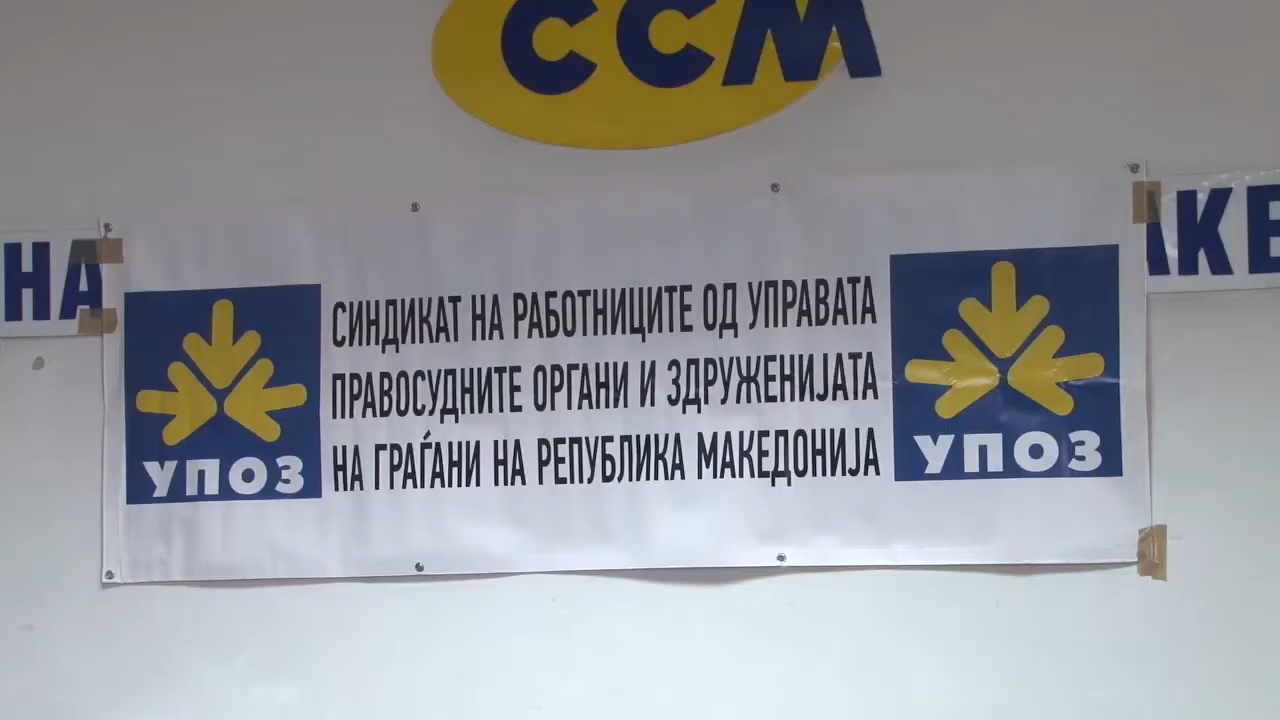 ССМ
НА
АКЕ
СИНДИКАТ НА РАБОТНИЦИТЕ ОД УПРАВАТА
ПРАВОСУДНИТЕ ОРГАНИ И ЗДРУЖЕНИЈАТА
НА ГРАЃАНИ НА РЕПУБЛИКА МАКЕДОНИЈА
УПОЗ
УПОЗ